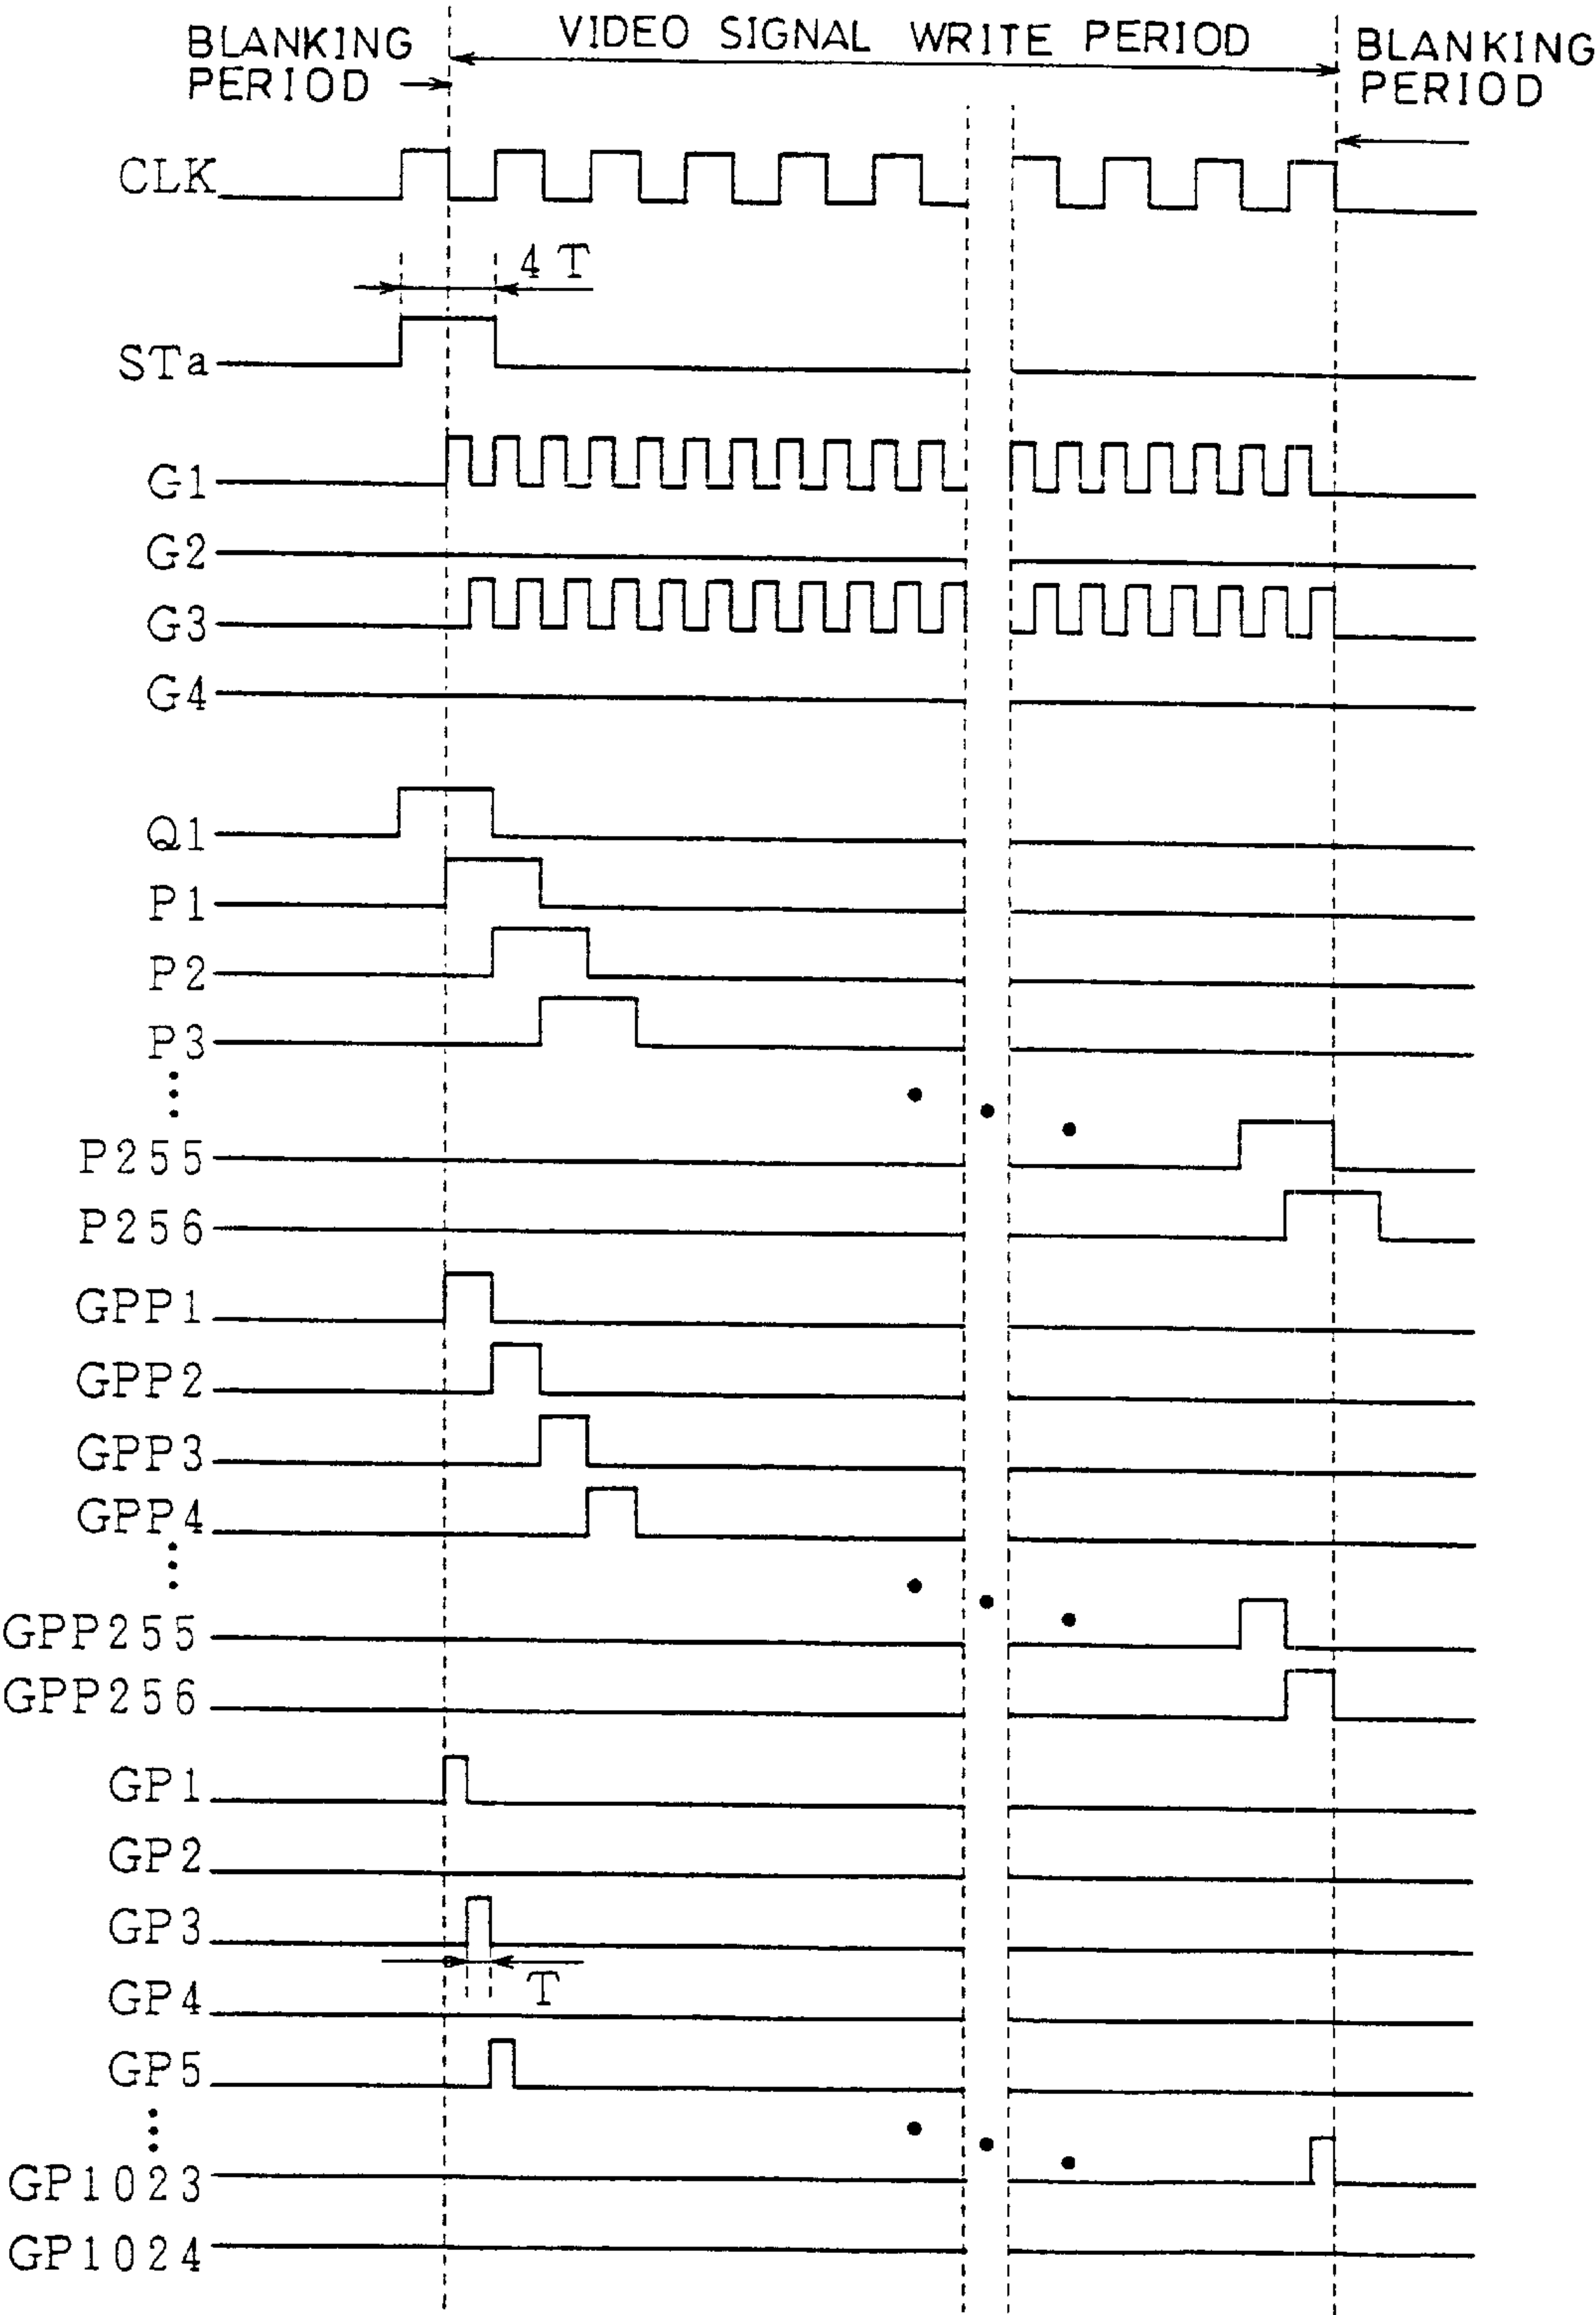 BLANKING
PERIOD
VIDEO SIGNAL WRITE PERIOD
BLANKING
PERIOD
CLK
4T
STa
G1
G2
G3
G4
Q1
P1
P2
P3
P255
P256
GPP1
GPP2
GPP3
GPP4
GPP255
GPP256
GP1
GP2
GP3
T
GP4
GP5
GP1023
GP1024